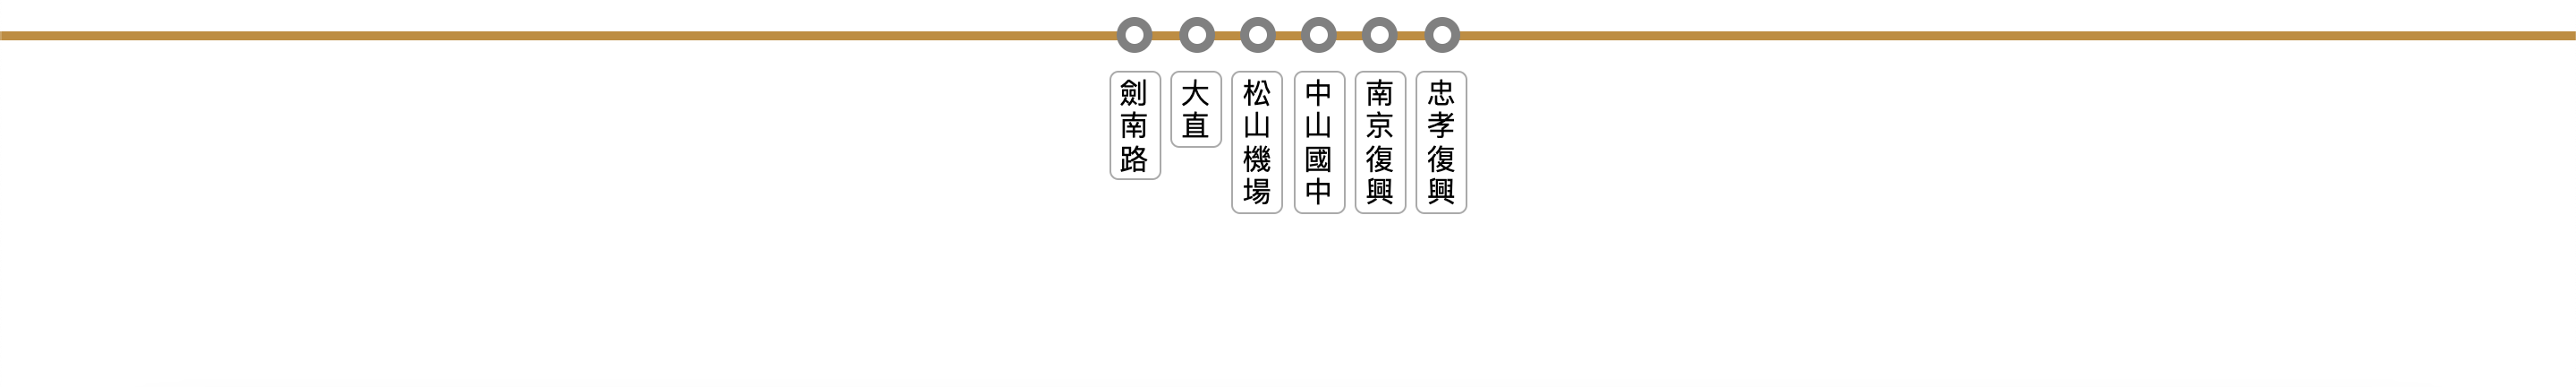 劍南路
大直
松山機場
中山國中
南京復興
忠孝復興